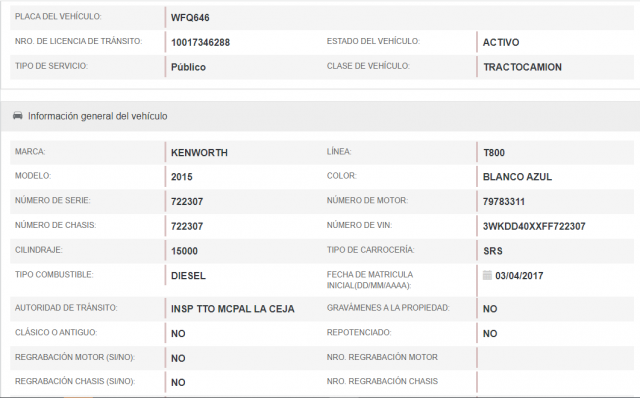 PLACA DEL VEHÍCULO: WFQ646
NRO. DE LICENCIA DE TRÁNSITO: 10017346288 ESTADO DEL VEHÍCULO: ACTIVO
TIPO DE SERVICIO: Público CLASE DE VEHÍCULO: TRACTOCAMION
Información general del vehículo
MARCA: KENWORTH LÍNEA: T800
MODELO: 2015 COLOR: BLANCO AZUL
NÚMERO DE SERIE: 722307 NÚMERO DE MOTOR: 79783311
NÚMERO DE CHASIS: 722307 NÚMERO DE VIN: 3WKDD40XXFF722307
CILINDRAJE: 15000 TIPO DE CARROCERÍA: SRS
TIPO COMBUSTIBLE: DIESEL FECHA DE MATRICULA
INICIAL(DD/MM/AAAA): 03/04/2017
AUTORIDAD DE TRÁNSITO: INSP TTO MCPAL LA CEJA GRAVÁMENES A LA PROPIEDAD: NO
CLÁSICO O ANTIGUO: NO REPOTENCIADO: NO
REGRABACIÓN MOTOR (SI/NO): NO NRO. REGRABACIÓN MOTOR
REGRABACIÓN CHASIS (SI/NO): NO NRO. REGRABACIÓN CHASIS